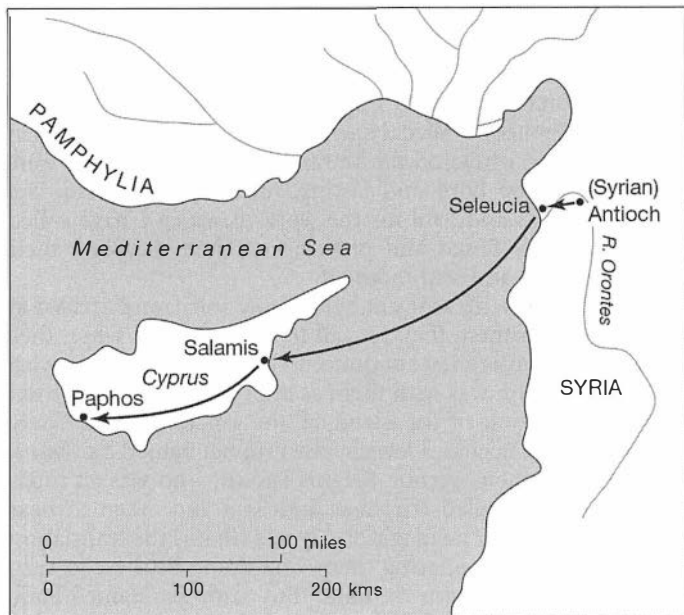 PAMPHYLIA
(Syrian)
Antioch
Seleucia
R. Orontes
Mediterranean Sea
Salamis
Cyprus
Paphos
SYRIA
0 100 miles
0 100 200 kms